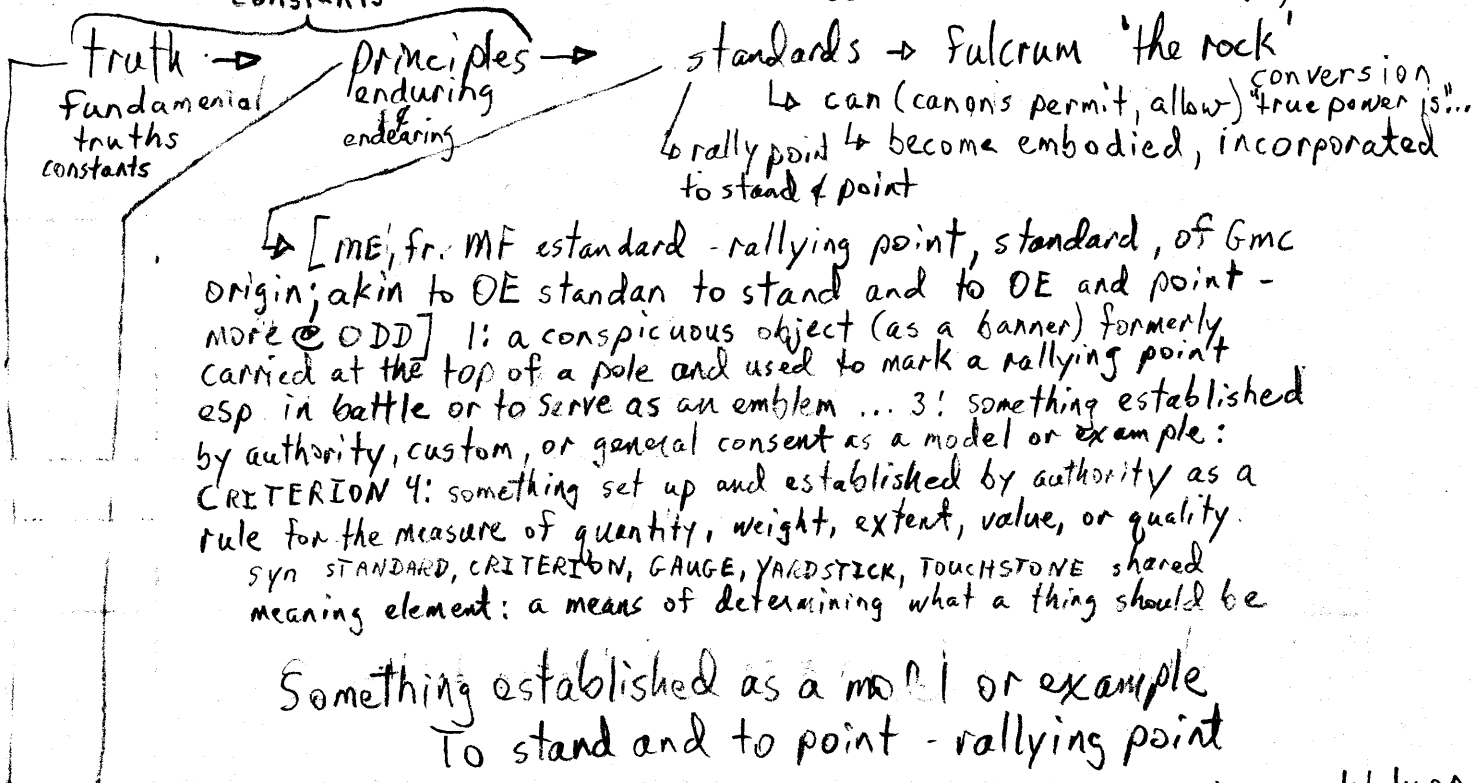 constants
truth → principles → standards → fulcrum 'the rock'
fundamenial enduring ↳ can (canons permit, allow) conversion "true power is"...
truths & ↳ rally point ↳ become embodied, incorporated
constants endearing to stand & point
↳ [ME, fr. MF estandard - rallying point, standard, of Gmc
origin; akin to OE standan to stand and to OE and point -
more @ ODD] 1: a conspicuous object (as a banner) formerly
carried at the top of a pole and used to mark a rallying point
esp in battle or to serve as an emblem ... 3: something established
by authority, custom, or general consent as a model or example:
CRITERION 4: something set up and established by authority as a
rule for the measure of quantity, weight, extent, value, or quality.
syn STANDARD, CRITERION, GAUGE, YARDSTICK, TOUCHSTONE shared
meaning element: a means of determining what a thing should be
Something established as a model or example
To stand and to point - rallying point